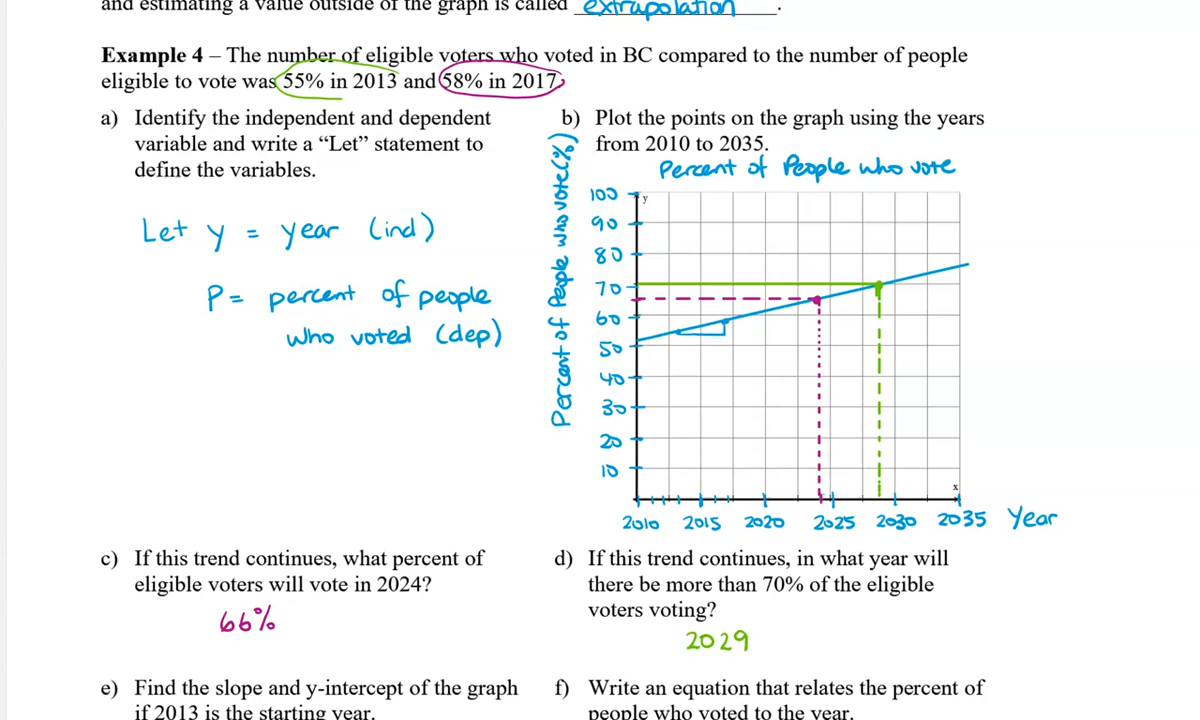 and estimating a value outside of the graph is called extrapolation.
Example 4 – The number of eligible voters who voted in BC compared to the number of people
eligible to vote was 55% in 2013 and 58% in 2017.
a) Identify the independent and dependent
variable and write a “Let” statement to
define the variables.
Let y = year (ind)
P = percent of people
who voted (dep)
b) Plot the points on the graph using the years
from 2010 to 2035.
Percent of People who vote
Percent of People who vote (%)
y
100
90
80
70
60
50
40
30
20
10
x
2010 2015 2020 2025 2030 2035 Year
c) If this trend continues, what percent of
eligible voters will vote in 2024?
66%
d) If this trend continues, in what year will
there be more than 70% of the eligible
voters voting?
2029
e) Find the slope and y-intercept of the graph
if 2013 is the starting year.
f) Write an equation that relates the percent of
people who voted to the year.